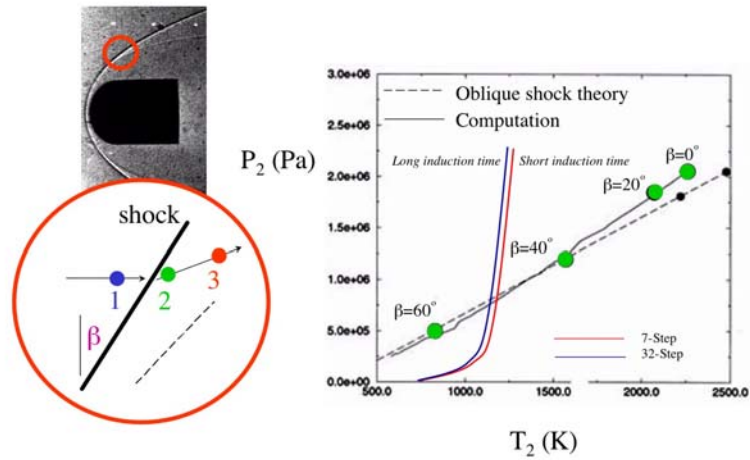 shock
1
2
3
β
P₂ (Pa)
3.0e+06
2.5e+06
2.0e+06
1.5e+06
1.0e+06
5.0e+05
0.0e+00
Oblique shock theory
Computation
Long induction time
Short induction time
β=0°
β=20°
β=40°
β=60°
7-Step
32-Step
500.0
1000.0
1500.0
2000.0
2500.0
T₂ (K)